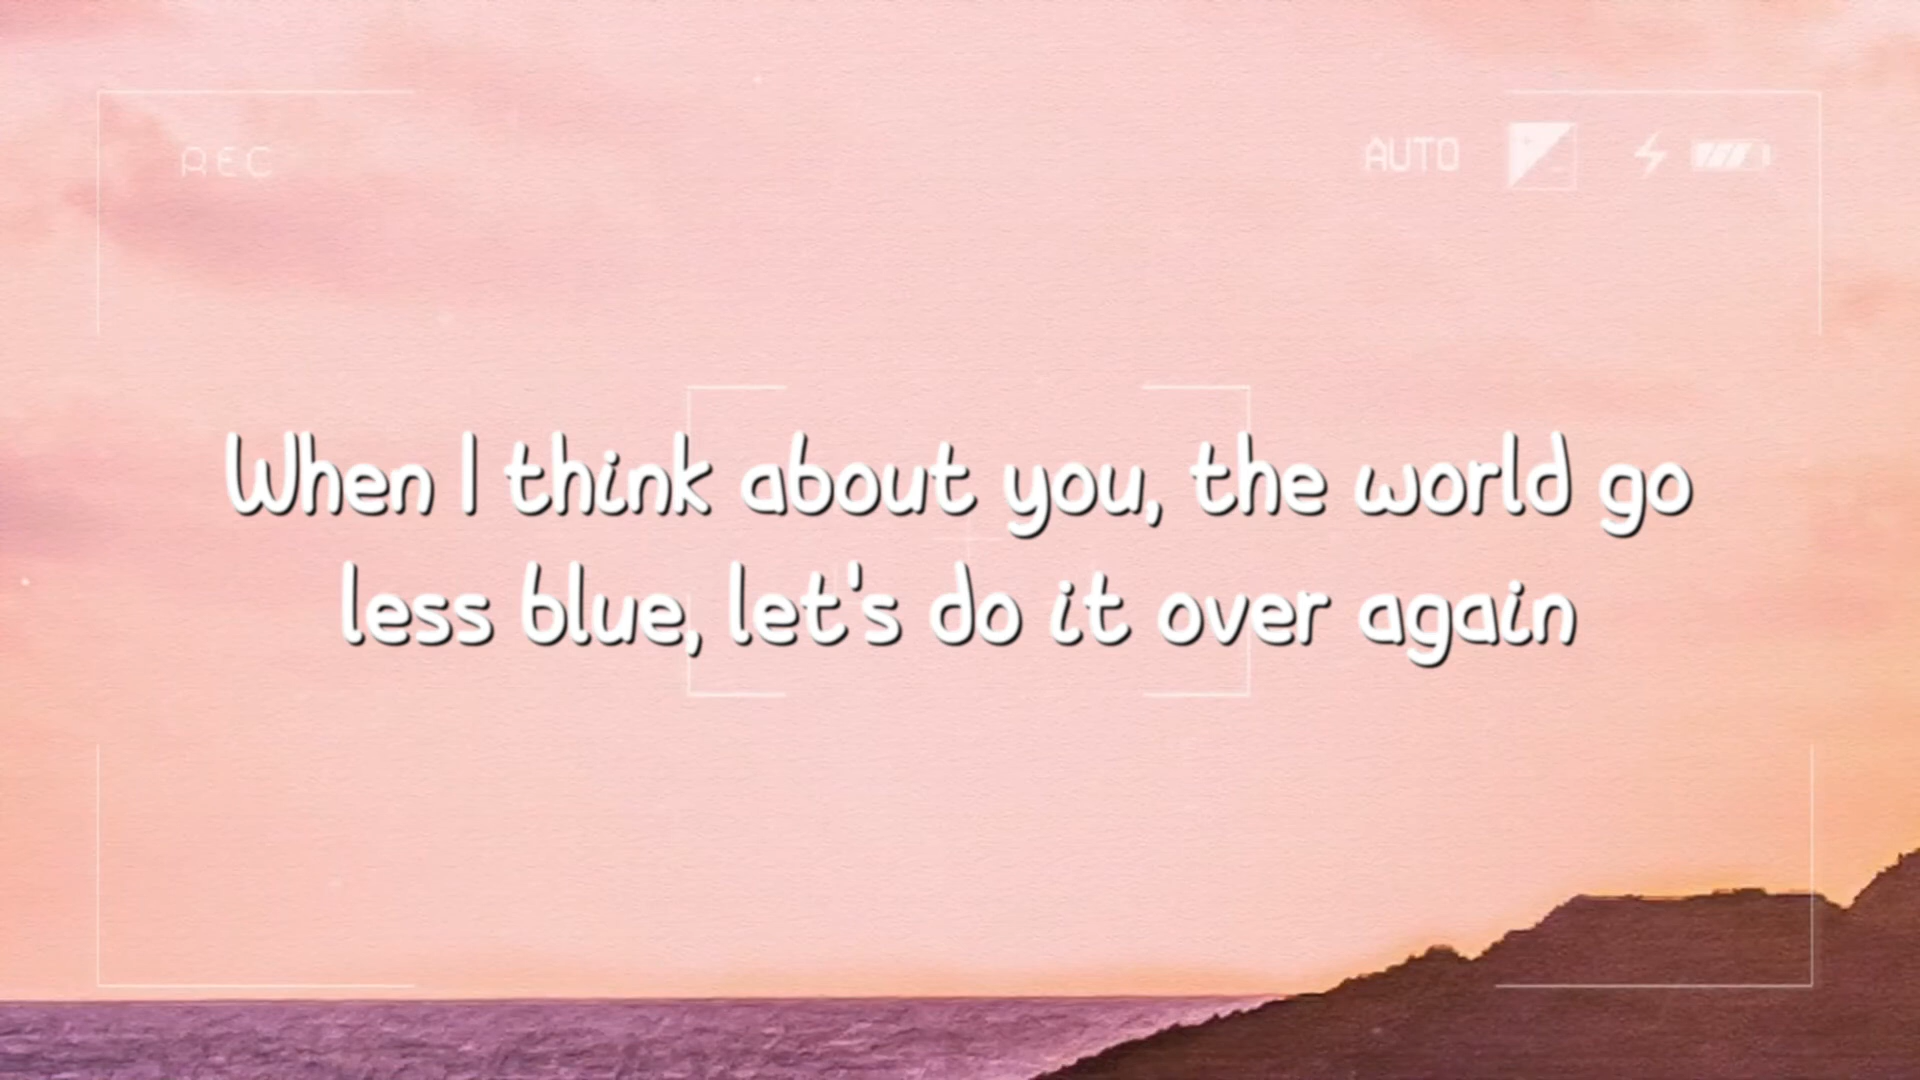 REC
AUTO
When I think about you, the world go
less blue, let's do it over again